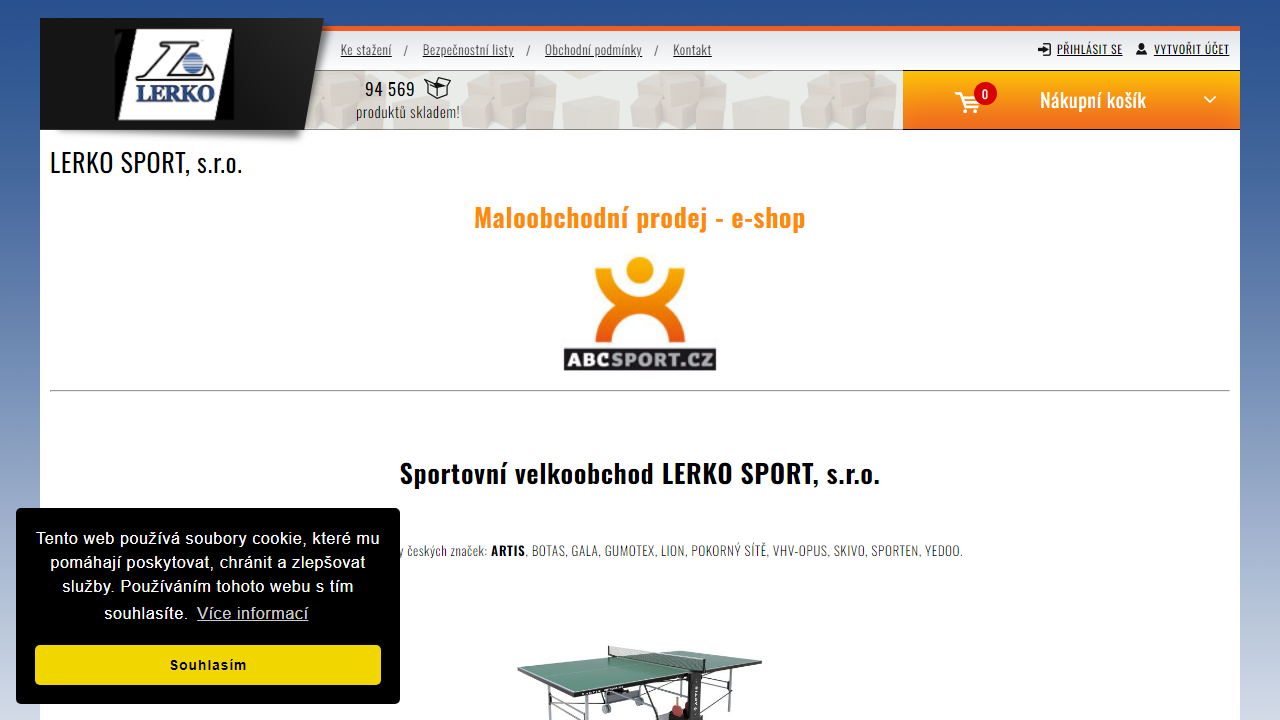 LERKO
Ke stažení / Bezpečnostní listy / Obchodní podmínky / Kontakt
PŘIHLÁSIT SE VYTVOŘIT ÚČET
94 569
produktů skladem!
0 Nákupní košík
LERKO SPORT, s.r.o.
Maloobchodní prodej - e-shop
ABCSPORT.CZ
Sportovní velkoobchod LERKO SPORT, s.r.o.
y českých značek: ARTIS, BOTAS, GALA, GUMOTEX, LION, POKORNÝ SÍTĚ, VHV-OPUS, SKIVO, SPORTEN, YEDOO.
Tento web používá soubory cookie, které mu
pomáhají poskytovat, chránit a zlepšovat
služby. Používáním tohoto webu s tím
souhlasíte. Více informací
Souhlasím
ARTIS